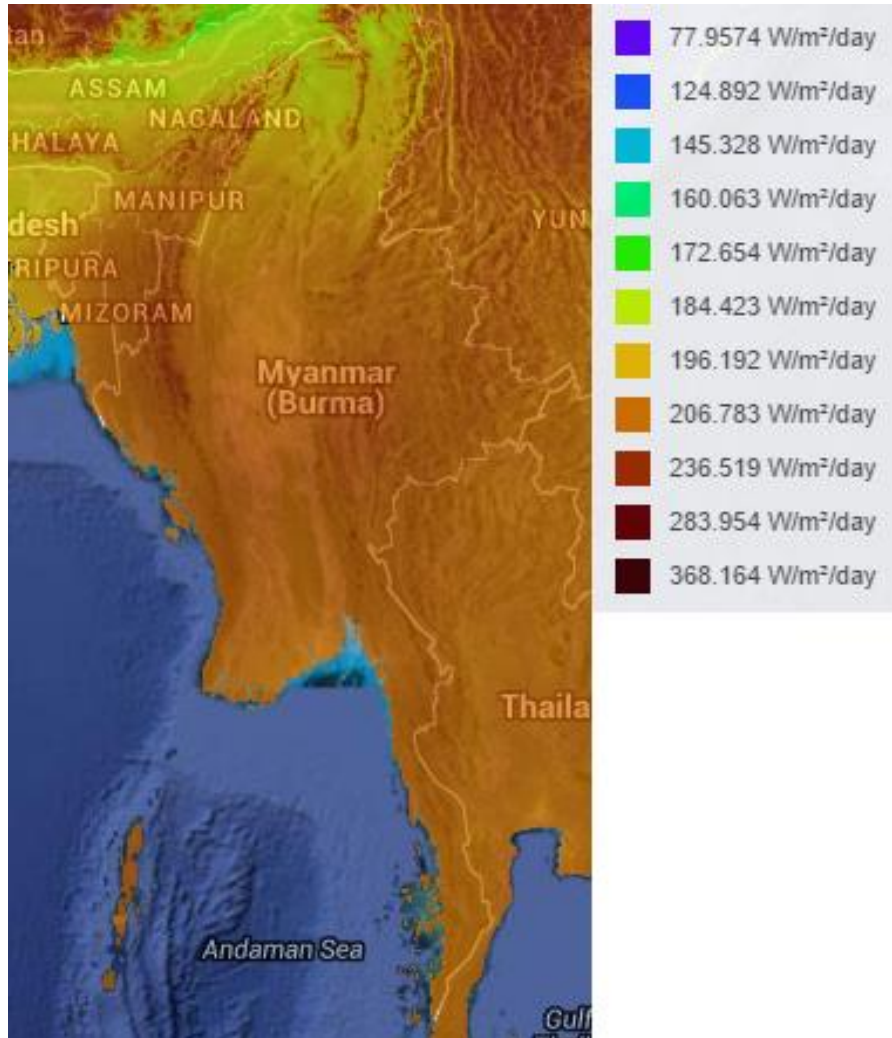 tan
ASSAM
NAGALAND
HALAYA
MANIPUR
desh
YUN
RIPURA
MIZORAM
Myanmar
(Burma)
Thaila
Andaman Sea
Gulf
77.9574 W/m²/day
124.892 W/m²/day
145.328 W/m²/day
160.063 W/m²/day
172.654 W/m²/day
184.423 W/m²/day
196.192 W/m²/day
206.783 W/m²/day
236.519 W/m²/day
283.954 W/m²/day
368.164 W/m²/day